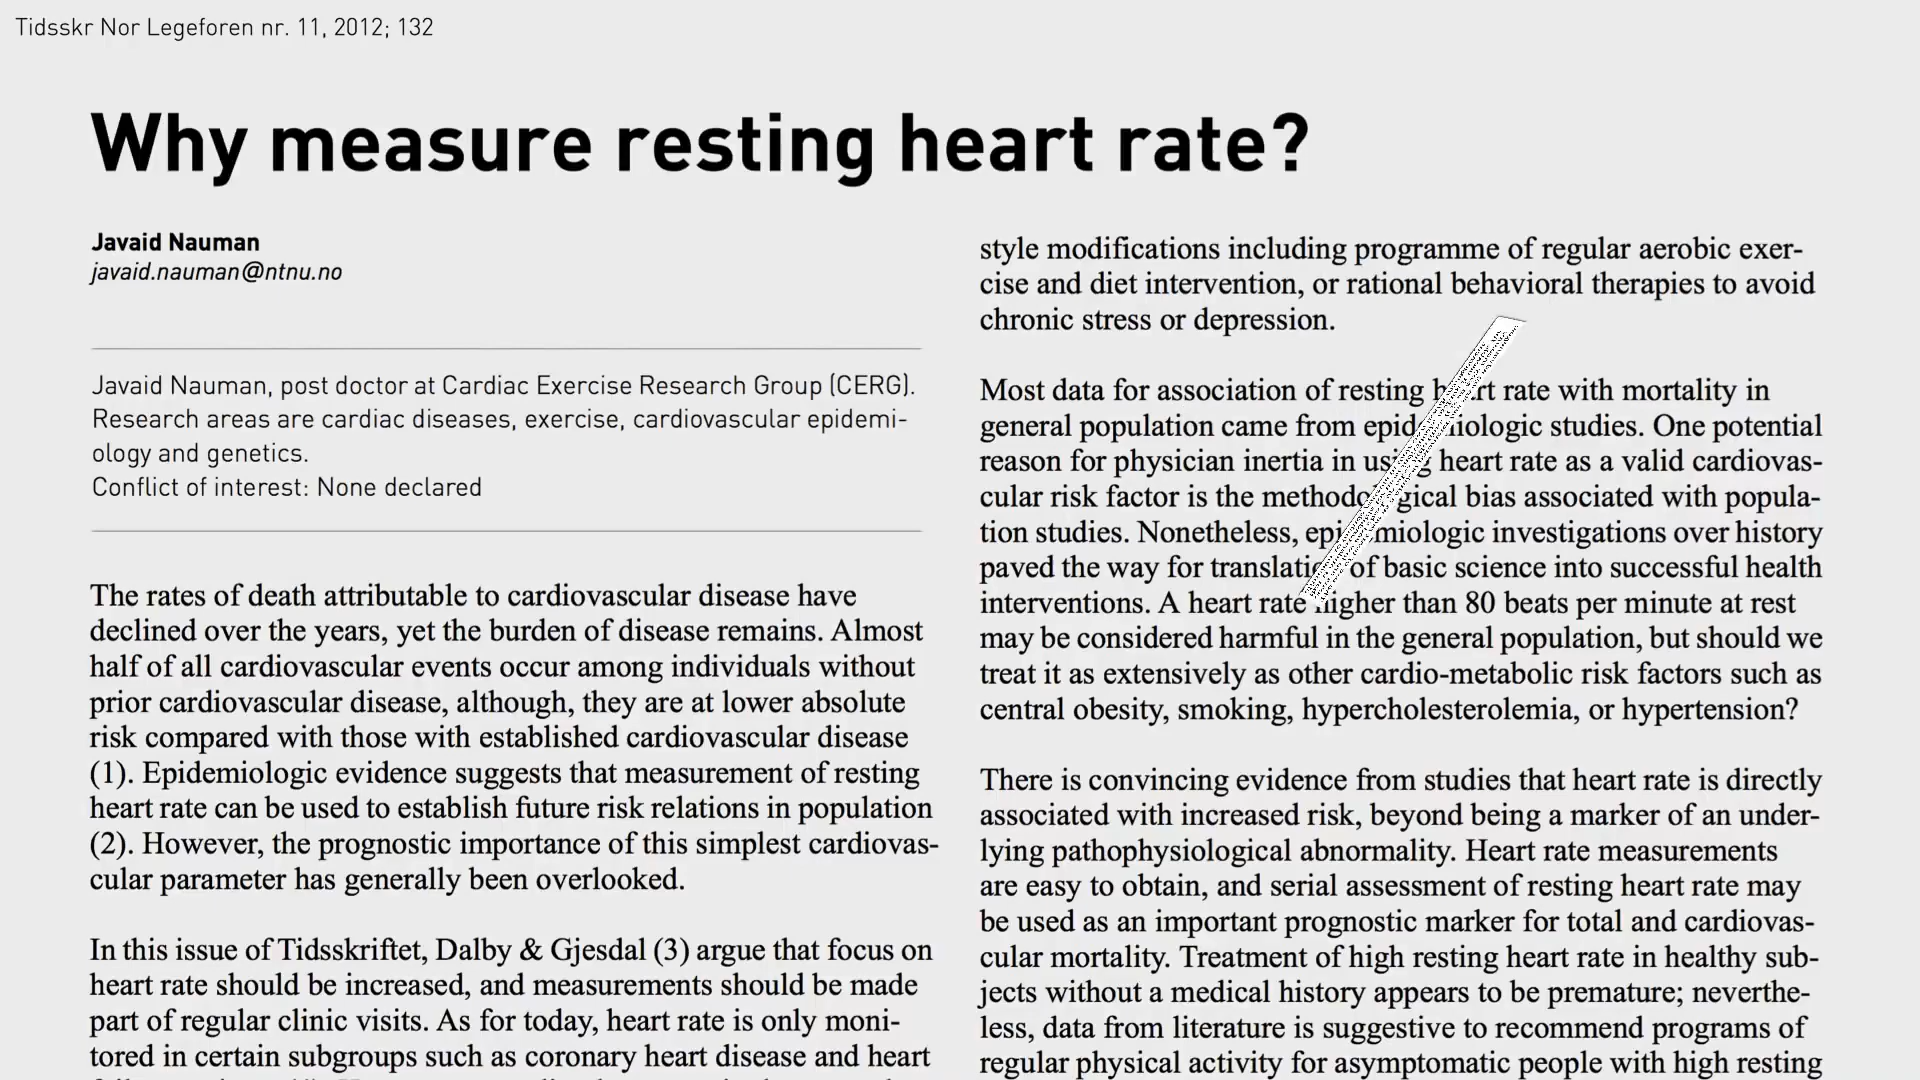 Tidsskr Nor Legeforen nr. 11, 2012; 132
Why measure resting heart rate?
Javaid Nauman
javaid.nauman@ntnu.no
Javaid Nauman, post doctor at Cardiac Exercise Research Group (CERG).
Research areas are cardiac diseases, exercise, cardiovascular epidemi-
ology and genetics.
Conflict of interest: None declared
The rates of death attributable to cardiovascular disease have
declined over the years, yet the burden of disease remains. Almost
half of all cardiovascular events occur among individuals without
prior cardiovascular disease, although, they are at lower absolute
risk compared with those with established cardiovascular disease
(1). Epidemiologic evidence suggests that measurement of resting
heart rate can be used to establish future risk relations in population
(2). However, the prognostic importance of this simplest cardiovas-
cular parameter has generally been overlooked.
In this issue of Tidsskriftet, Dalby & Gjesdal (3) argue that focus on
heart rate should be increased, and measurements should be made
part of regular clinic visits. As for today, heart rate is only moni-
tored in certain subgroups such as coronary heart disease and heart
style modifications including programme of regular aerobic exer-
cise and diet intervention, or rational behavioral therapies to avoid
chronic stress or depression.
Most data for association of resting rate with mortality in
general population came from studies. One potential
reason for physician inertia in using heart rate as a valid cardiovas-
cular risk factor is the methodological bias associated with popula-
tion studies. Nonetheless, investigations over history
paved the way for translation of basic science into successful health
interventions. A heart rate higher than 80 beats per minute at rest
may be considered harmful in the general population, but should we
treat it as extensively as other cardio-metabolic risk factors such as
central obesity, smoking, hypercholesterolemia, or hypertension?
There is convincing evidence from studies that heart rate is directly
associated with increased risk, beyond being a marker of an under-
lying pathophysiological abnormality. Heart rate measurements
are easy to obtain, and serial assessment of resting heart rate may
be used as an important prognostic marker for total and cardiovas-
cular mortality. Treatment of high resting heart rate in healthy sub-
jects without a medical history appears to be premature; neverthe-
less, data from literature is suggestive to recommend programs of
regular physical activity for asymptomatic people with high resting